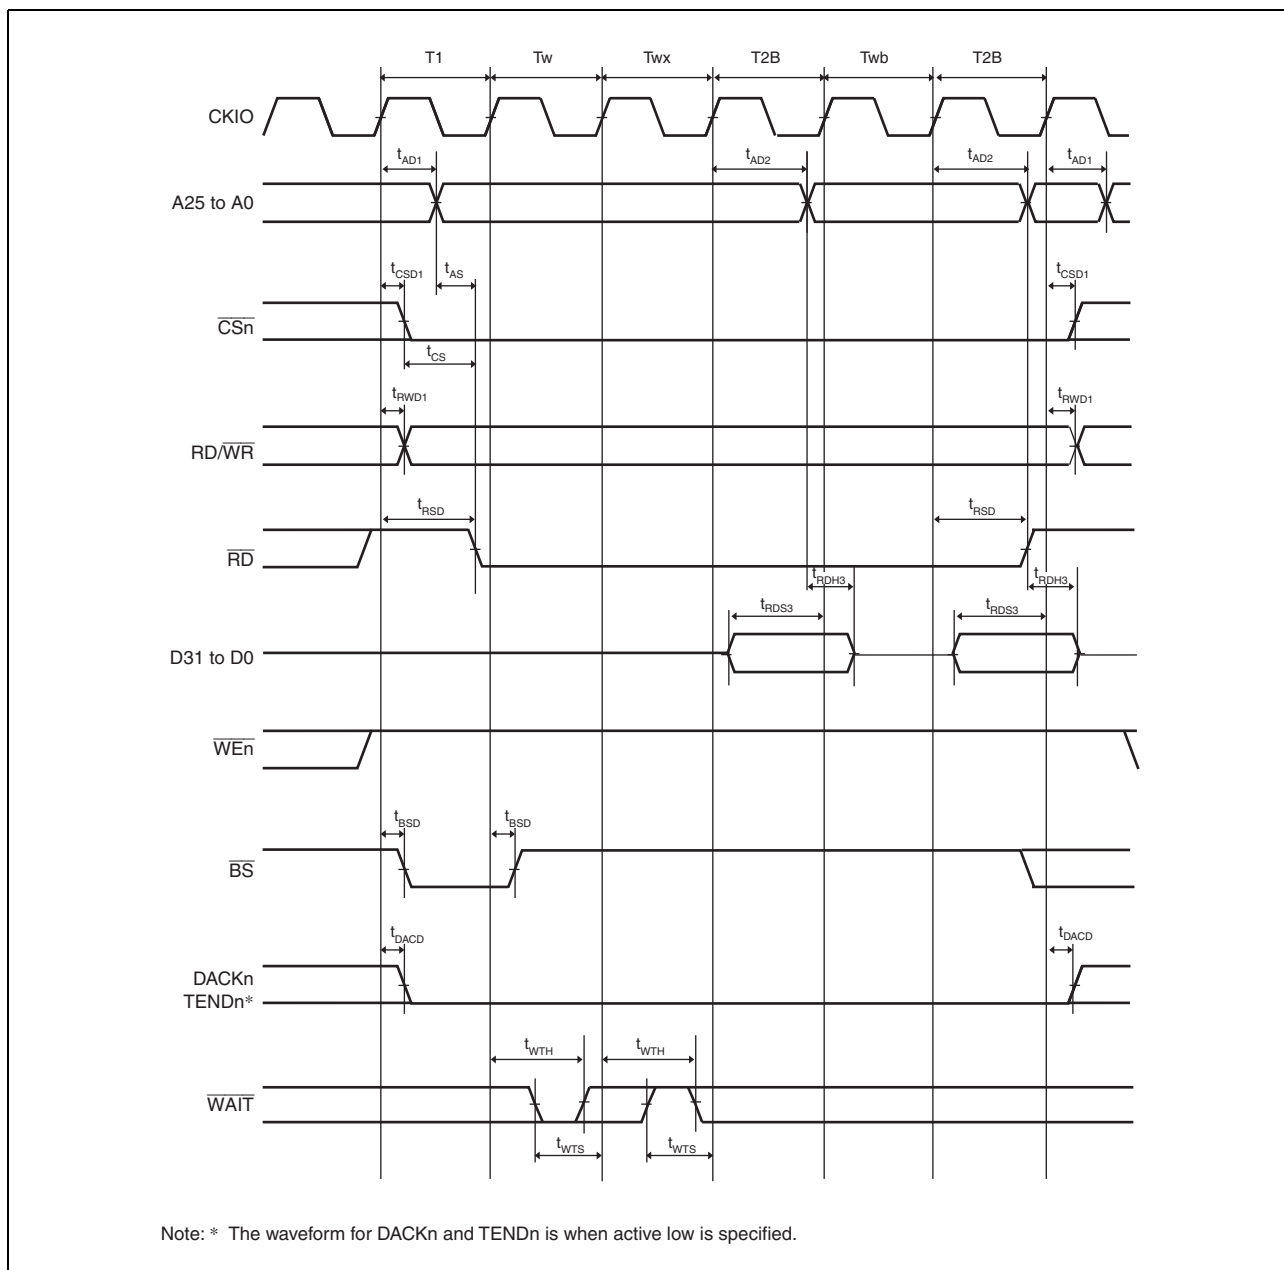 T1 Tw Twx T2B Twb T2B
CKIO
tAD1 tAD2 tAD2 tAD1
A25 to A0
tCSD1 tAS tCSD1
CSn
tCS
tRWD1 tRWD1
RD/WR
tRSD tRSD
RD
tRDH3 tRDH3
tRDS3 tRDS3
D31 to D0
WEn
tBSD tBSD
BS
tDACD tDACD
DACKn
TENDn*
tWTH tWTH
WAIT
tWTS tWTS
Note: * The waveform for DACKn and TENDn is when active low is specified.